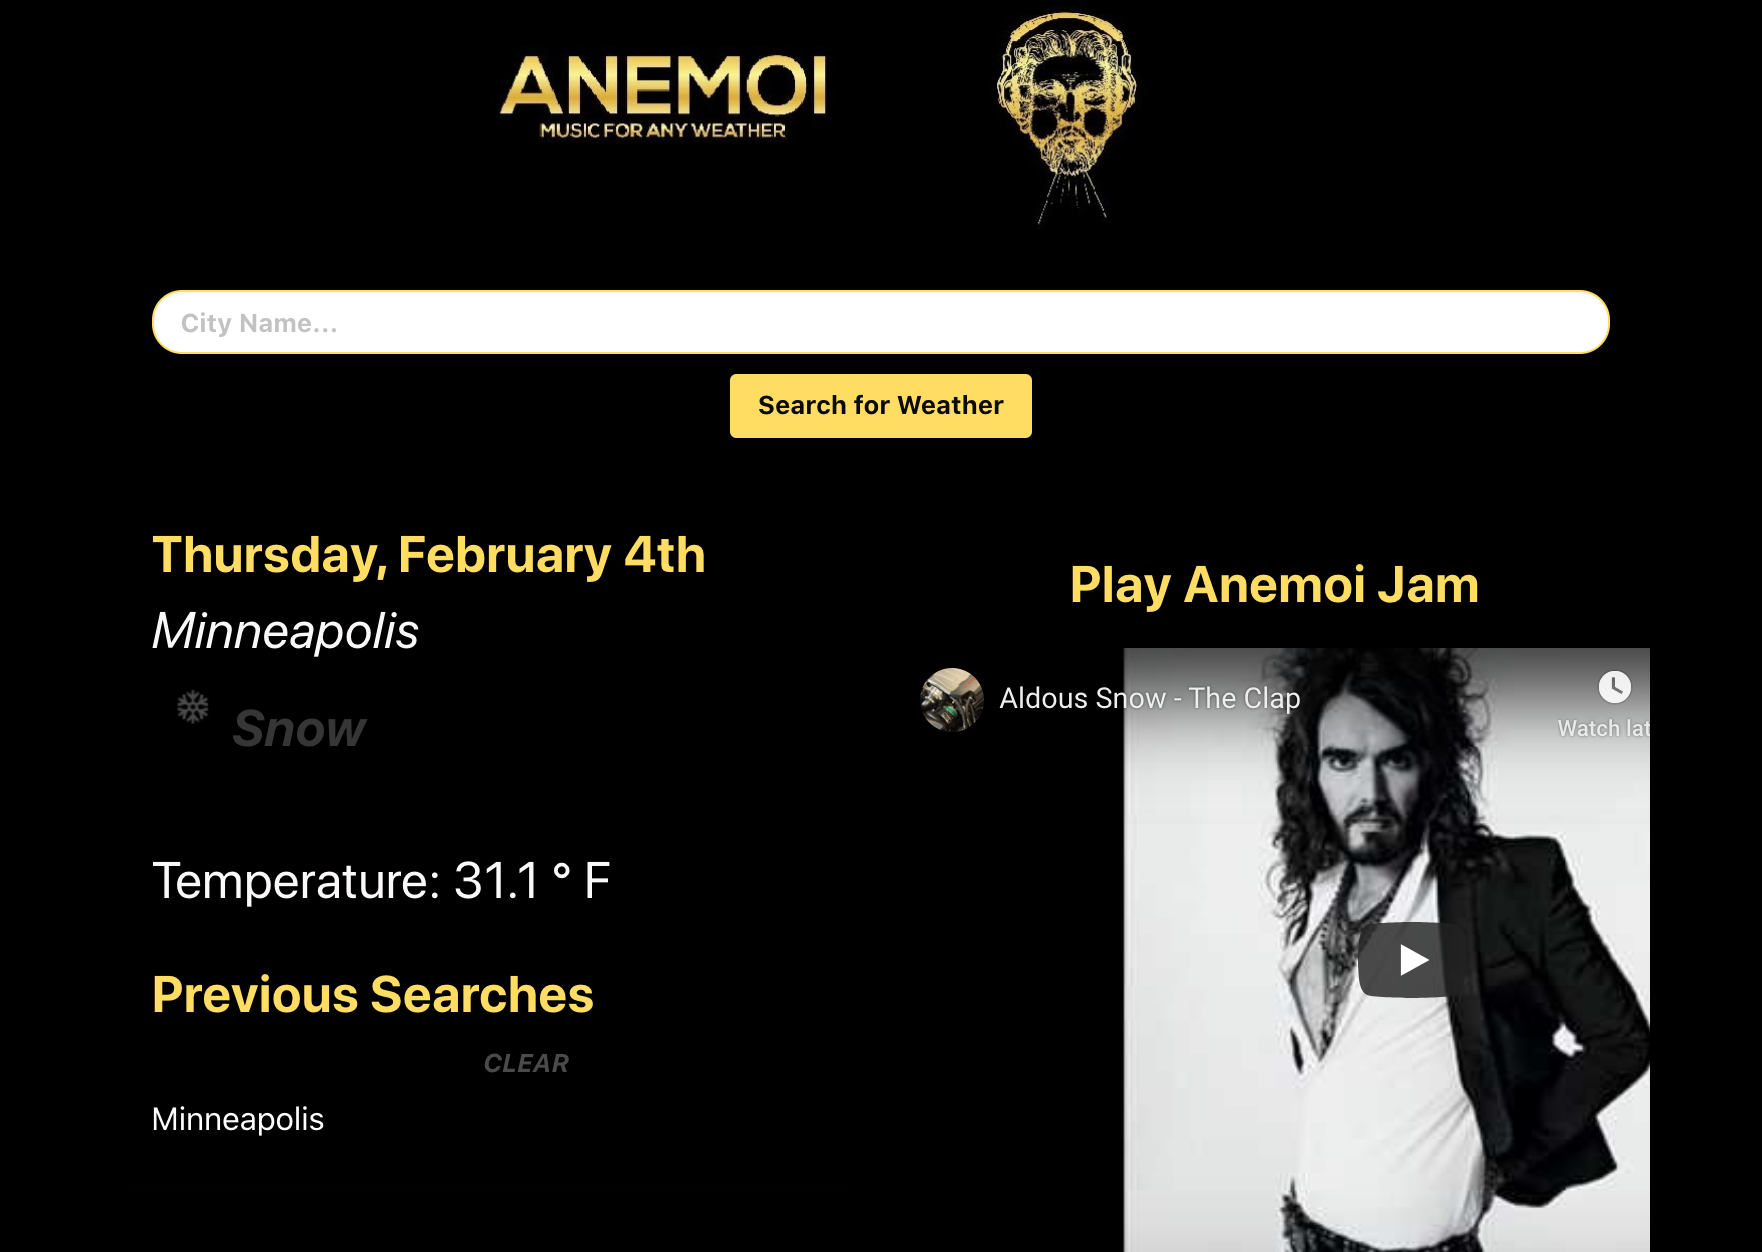 ANEMOI
MUSIC FOR ANY WEATHER
City Name...
Search for Weather
Thursday, February 4th
Minneapolis
Snow
Temperature: 31.1 ° F
Previous Searches
CLEAR
Minneapolis
Play Anemoi Jam
Aldous Snow - The Clap
Watch lat